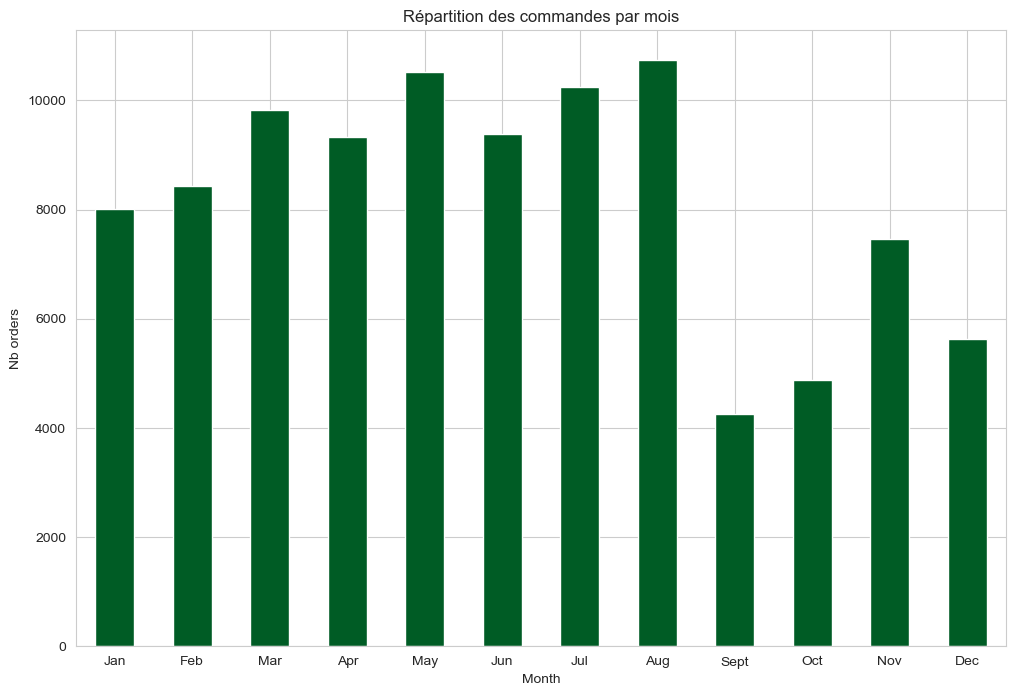 Répartition des commandes par mois
Nb orders
10000
8000
6000
4000
2000
0
Jan Feb Mar Apr May Jun Jul Aug Sept Oct Nov Dec
Month